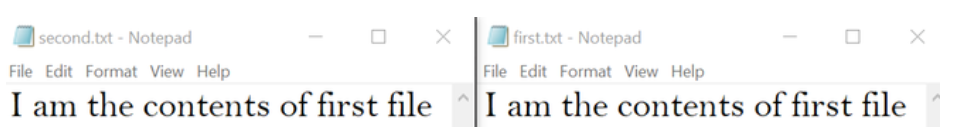 second.txt - Notepad
File Edit Format View Help
I am the contents of first file
first.txt - Notepad
File Edit Format View Help
I am the contents of first file